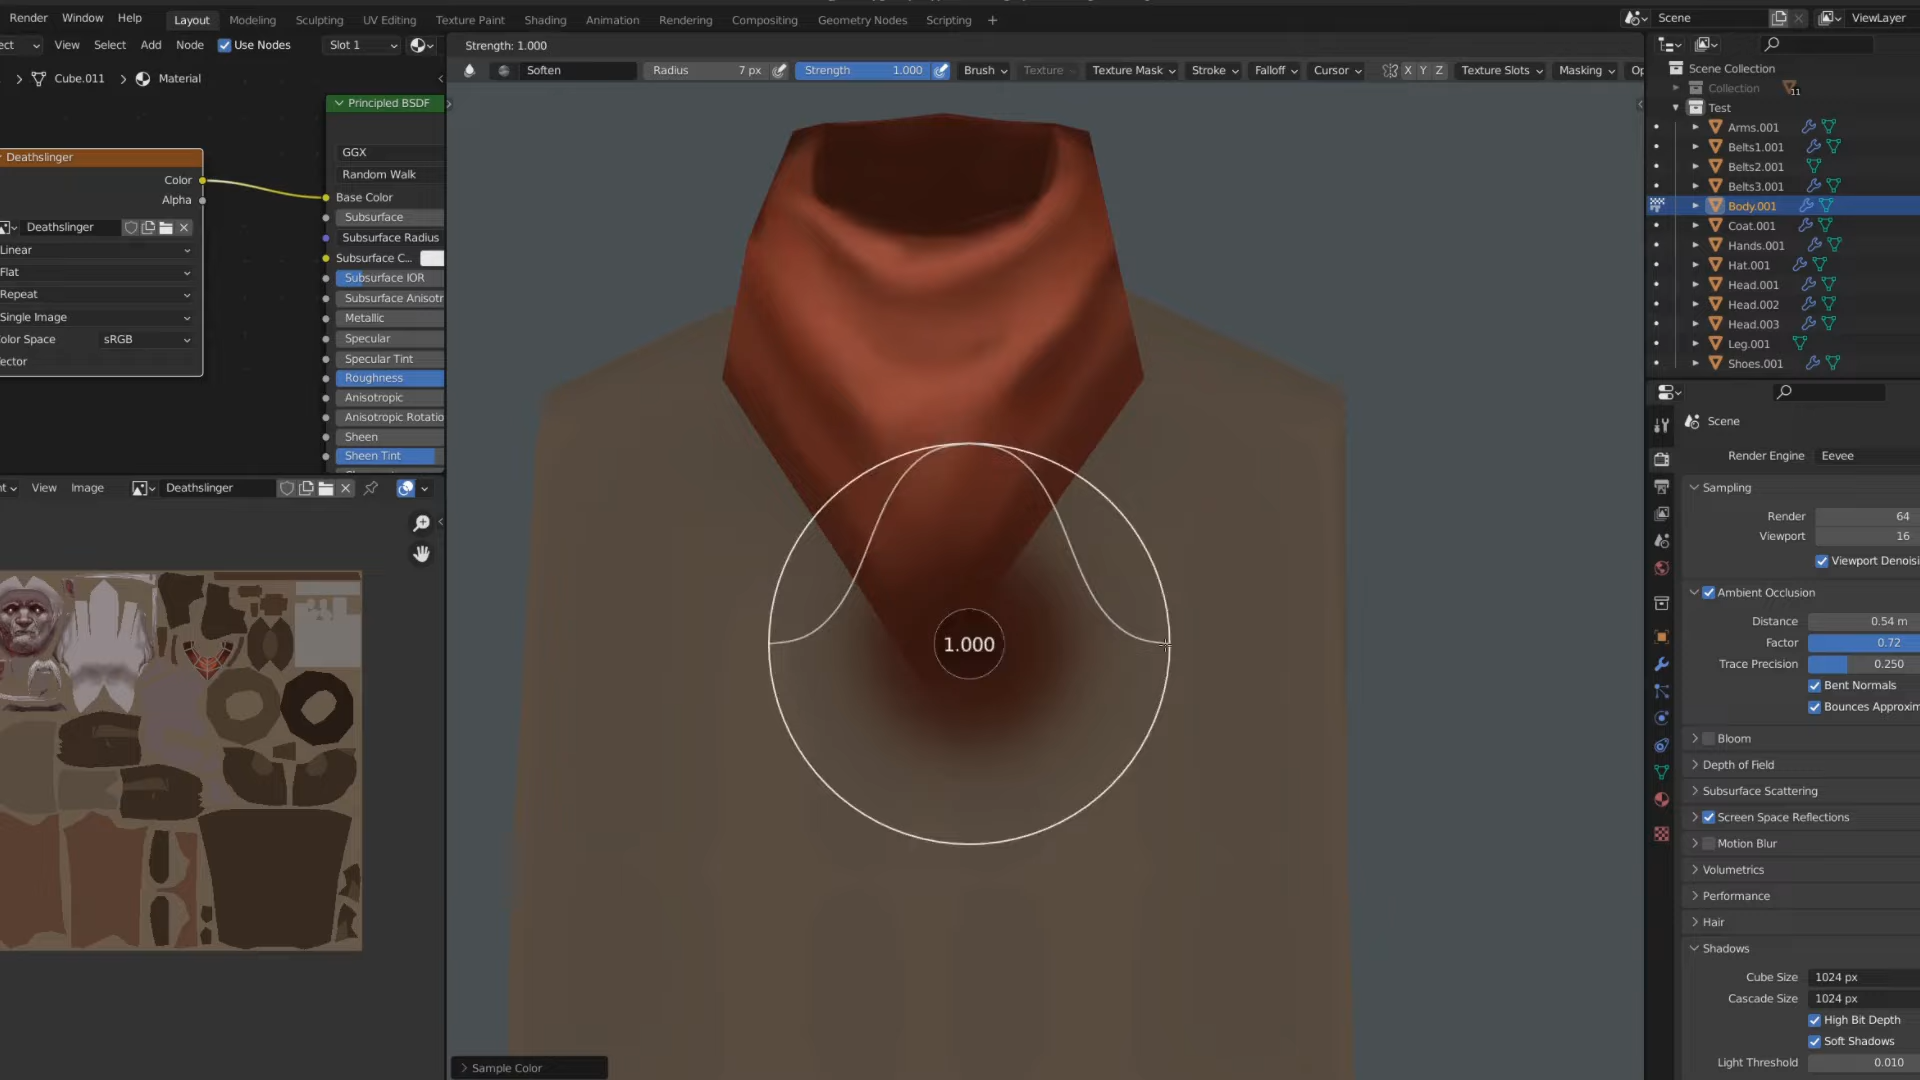 Render Window Help Layout Modeling Sculpting UV Editing Texture Paint Shading Animation Rendering Compositing Geometry Nodes Scripting + Scene ViewLayer
ect View Select Add Node Use Nodes Slot 1 Strength: 1.000
Soften Radius 7 px Strength 1.000 Brush Texture Texture Mask Stroke Falloff Cursor X Y Z Texture Slots Masking Op
Cube.011 Material
Principled BSDF
GGX
Random Walk
Base Color
Subsurface
Subsurface Radius
Subsurface C...
Subsurface IOR
Subsurface Anisotr
Metallic
Specular
Specular Tint
Roughness
Anisotropic
Anisotropic Rotatio
Sheen
Sheen Tint
Deathslinger
Color
Alpha
Deathslinger
Linear
Flat
Repeat
Single Image
olor Space sRGB
ector
nt View Image Deathslinger
1.000
Sample Color
Scene Collection
Collection 11
Test
Arms.001
Belts1.001
Belts2.001
Belts3.001
Body.001
Coat.001
Hands.001
Hat.001
Head.001
Head.002
Head.003
Leg.001
Shoes.001
Scene
Render Engine Eevee
Sampling
Render 64
Viewport 16
Viewport Denoisi
Ambient Occlusion
Distance 0.54 m
Factor 0.72
Trace Precision 0.250
Bent Normals
Bounces Approxim
Bloom
Depth of Field
Subsurface Scattering
Screen Space Reflections
Motion Blur
Volumetrics
Performance
Hair
Shadows
Cube Size 1024 px
Cascade Size 1024 px
High Bit Depth
Soft Shadows
Light Threshold 0.010